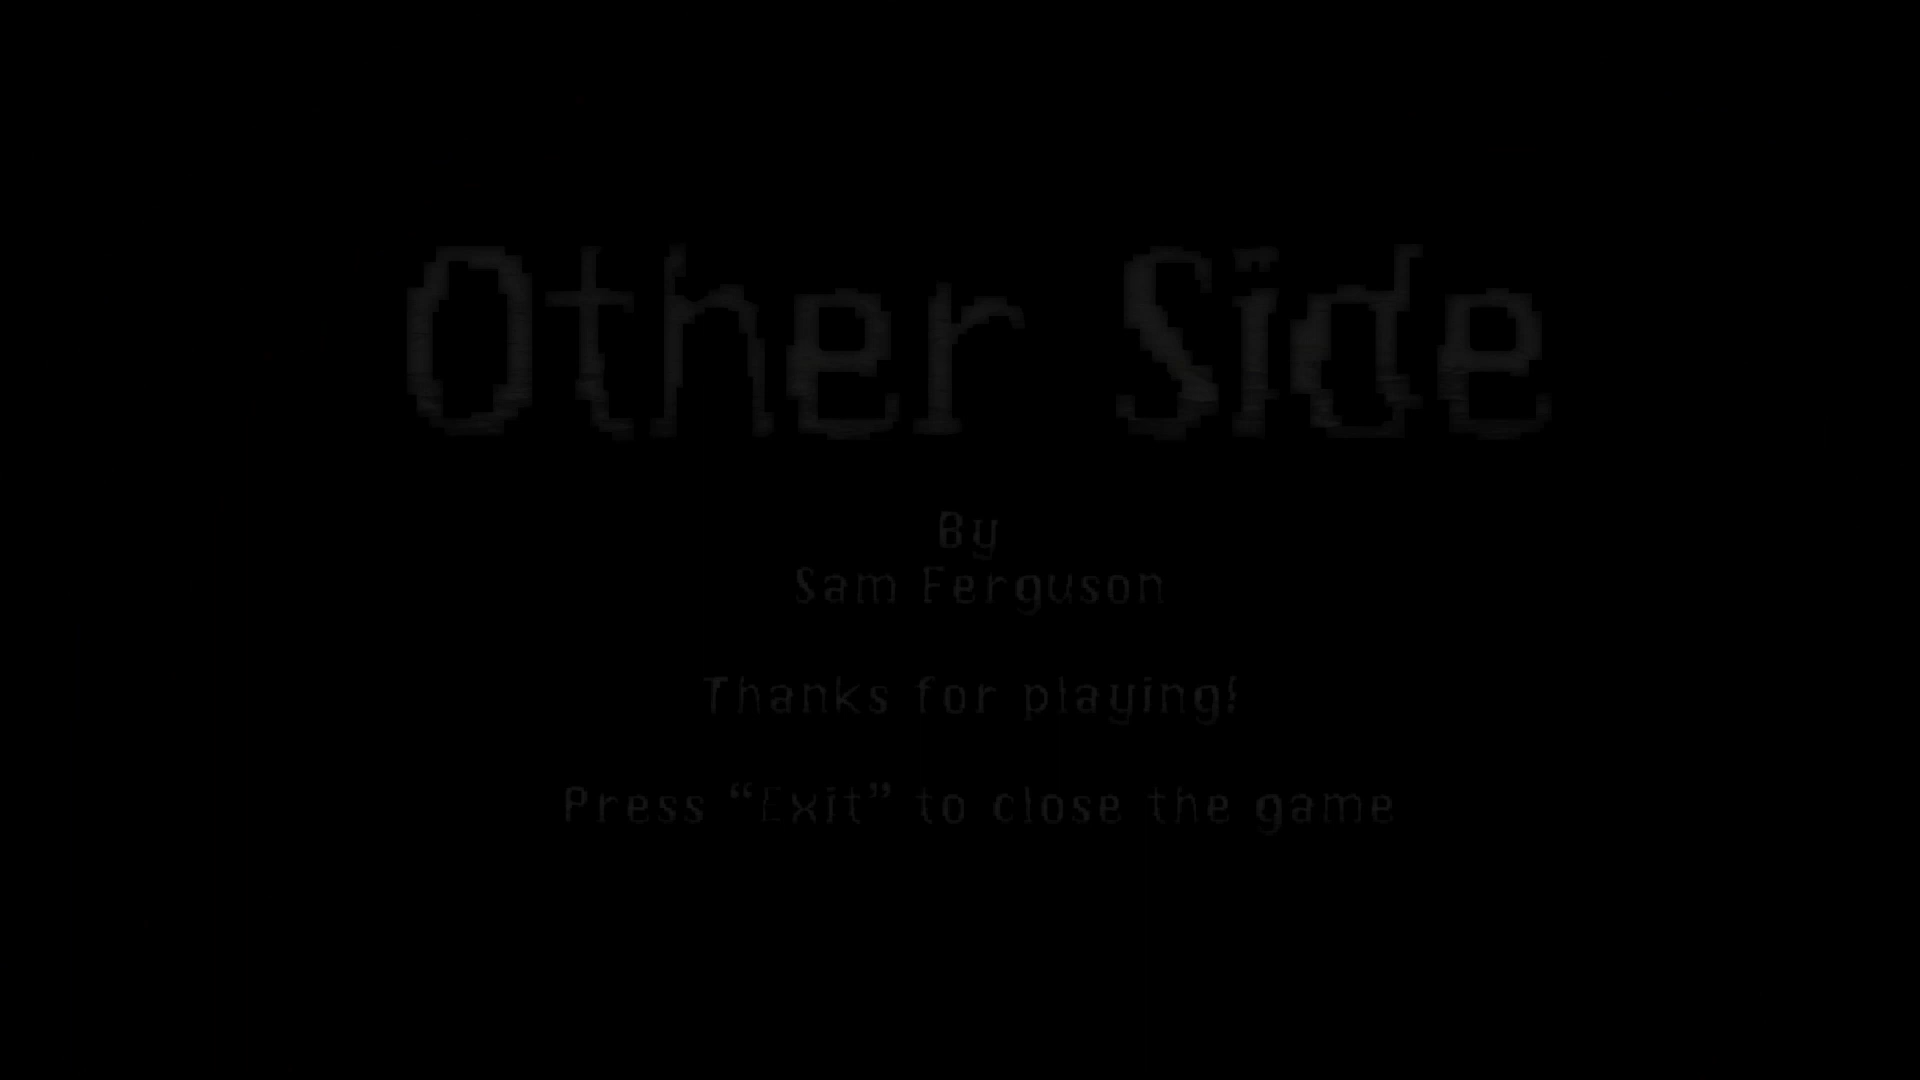 Other Side
By
Sam Ferguson
Thanks for playing!
Press “Exit” to close the game